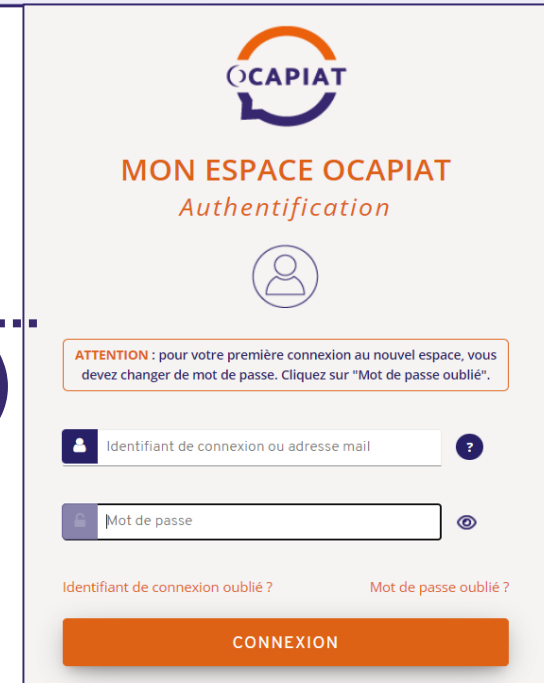 OCAPIAT
MON ESPACE OCAPIAT
Authentification
ATTENTION : pour votre première connexion au nouvel espace, vous
devez changer de mot de passe. Cliquez sur "Mot de passe oublié".
Identifiant de connexion ou adresse mail
?
Mot de passe
Identifiant de connexion oublié ? Mot de passe oublié ?
CONNEXION